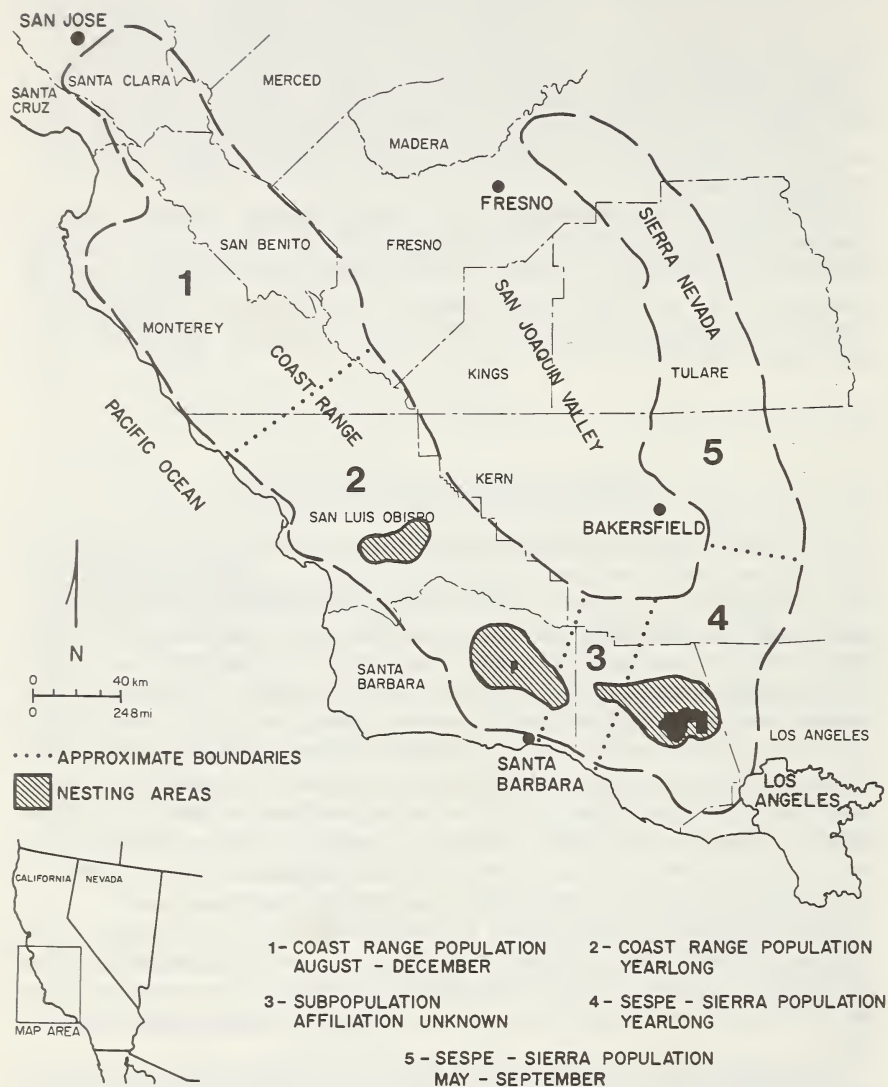 SAN JOSE
SANTA CLARA
SANTA
CRUZ
MERCED
MADERA
FRESNO
SAN BENITO
FRESNO
SIERRA NEVADA
1
MONTEREY
SAN JOAQUIN VALLEY
COAST RANGE
KINGS
TULARE
PACIFIC OCEAN
2
KERN
5
SAN LUIS OBISPO
BAKERSFIELD
N
4
3
0 40 km
0 24.8 mi
SANTA
BARBARA
LOS ANGELES
APPROXIMATE BOUNDARIES
SANTA
BARBARA
LOS
ANGELES
NESTING AREAS
CALIFORNIA
NEVADA
MAP AREA
1- COAST RANGE POPULATION
AUGUST - DECEMBER
2- COAST RANGE POPULATION
YEARLONG
3- SUBPOPULATION
AFFILIATION UNKNOWN
4- SESPE - SIERRA POPULATION
YEARLONG
5 - SESPE - SIERRA POPULATION
MAY - SEPTEMBER